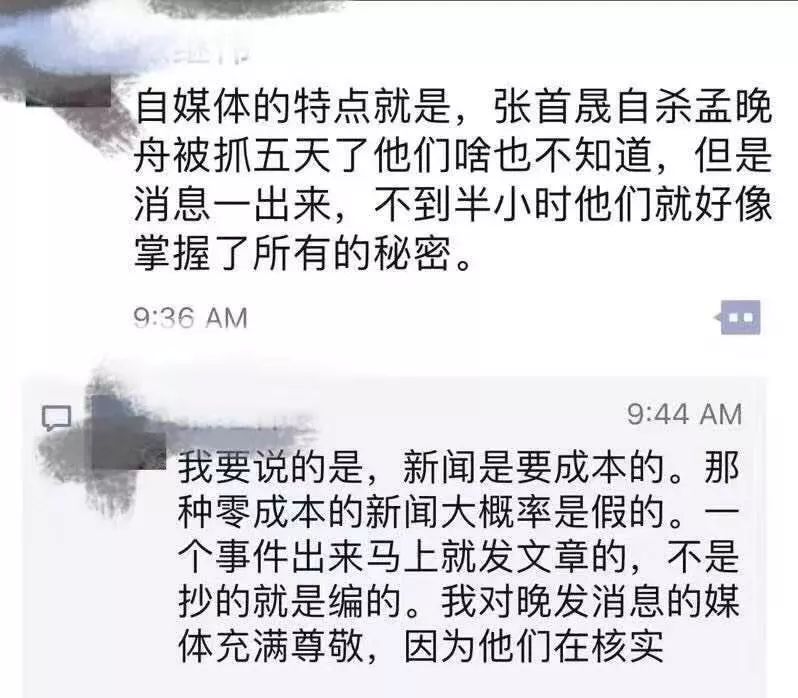 自媒体的特点就是，张首晟自杀孟晚
舟被抓五天了他们啥也不知道，但是
消息一出来，不到半小时他们就好像
掌握了所有的秘密。
9:36 AM
9:44 AM
我要说的是，新闻是要成本的。那
种零成本的新闻大概率是假的。一
个事件出来马上就发文章的，不是
抄的就是编的。我对晚发消息的媒
体充满尊敬，因为他们在核实